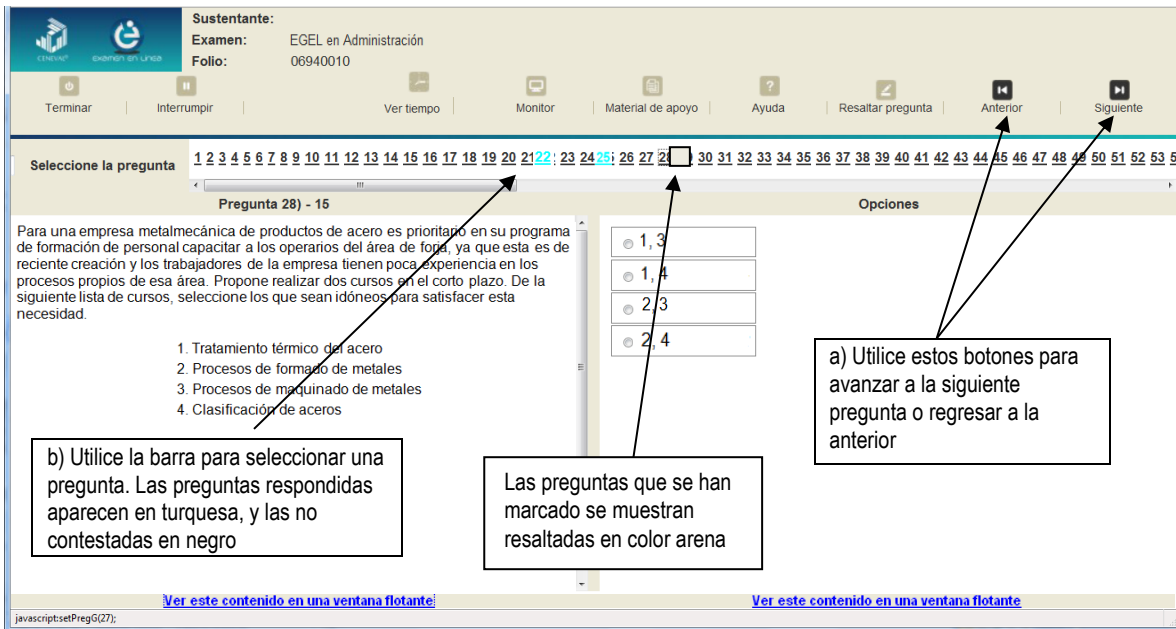 Sustentante:
Examen: EGEL en Administración
Folio: 06940010
CENEVAL® EXAMEN EN LINEA
Terminar Interrumpir Ver tiempo Monitor Material de apoyo Ayuda Resaltar pregunta Anterior Siguiente
Seleccione la pregunta 1 2 3 4 5 6 7 8 9 10 11 12 13 14 15 16 17 18 19 20 21 22 23 24 25 26 27 28 30 31 32 33 34 35 36 37 38 39 40 41 42 43 44 45 46 47 48 49 50 51 52 53 5
Pregunta 28) - 15
Para una empresa metalmecánica de productos de acero es prioritario en su programa
de formación de personal capacitar a los operarios del área de forja, ya que esta es de
reciente creación y los trabajadores de la empresa tienen poca experiencia en los
procesos propios de esa área. Propone realizar dos cursos en el corto plazo. De la
siguiente lista de cursos, seleccione los que sean idóneos para satisfacer esta
necesidad.
1. Tratamiento térmico del acero
2. Procesos de formado de metales
3. Procesos de maquinado de metales
4. Clasificación de aceros
Opciones
1, 3
1, 4
2, 3
2, 4
a) Utilice estos botones para
avanzar a la siguiente
pregunta o regresar a la
anterior
b) Utilice la barra para seleccionar una
pregunta. Las preguntas respondidas
aparecen en turquesa, y las no
contestadas en negro
Las preguntas que se han
marcado se muestran
resaltadas en color arena
Ver este contenido en una ventana flotante
Ver este contenido en una ventana flotante
javascript:setPregG(27);